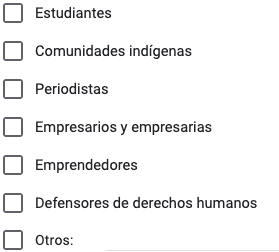 Estudiantes
Comunidades indígenas
Periodistas
Empresarios y empresarias
Emprendedores
Defensores de derechos humanos
Otros: